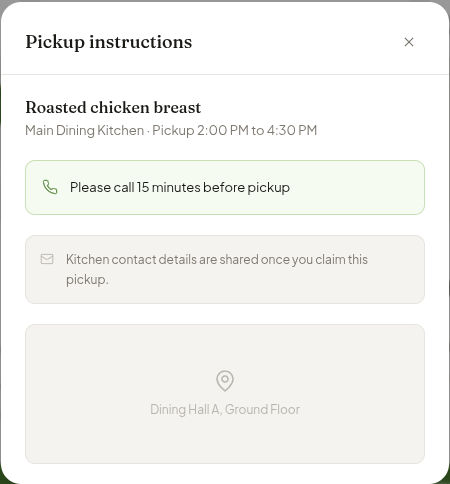 Pickup instructions
Roasted chicken breast
Main Dining Kitchen · Pickup 2:00 PM to 4:30 PM
Please call 15 minutes before pickup
Kitchen contact details are shared once you claim this
pickup.
Dining Hall A, Ground Floor